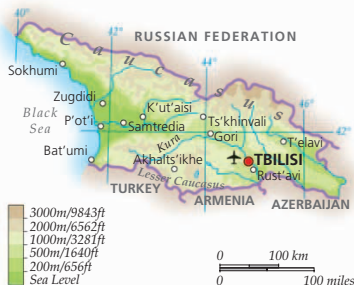 40°
42°
RUSSIAN FEDERATION
Caucasus
44°
Sokhumi
46°
Zugdidi
Black
Sea
K'ut'aisi
Ts'khinvali
42°
P'ot'i
Samtredia
Gori
T'elavi
Kura
Bat'umi
Akhalts'ikhe
TBILISI
Lesser Caucasus
Rust'avi
TURKEY
ARMENIA
AZERBAIJAN
3000m/9843ft
2000m/6562ft
1000m/3281ft
500m/1640ft
200m/656ft
Sea Level
0 100 km
0 100 miles